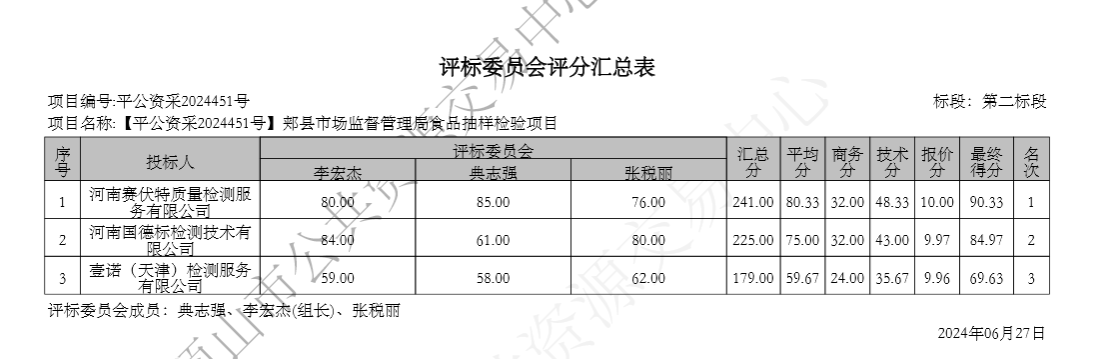 评标委员会评分汇总表
项目编号:平公资采2024451号 标段：第二标段
项目名称:【平公资采2024451号】郏县市场监督管理局食品抽样检验项目
序号 投标人 评标委员会 汇总分 平均分 商务分 技术分 报价分 最终得分 名次
李宏杰 典志强 张税丽
1 河南赛伏特质量检测服务有限公司 80.00 85.00 76.00 241.00 80.33 32.00 48.33 10.00 90.33 1
2 河南国德标检测技术有限公司 84.00 61.00 80.00 225.00 75.00 32.00 43.00 9.97 84.97 2
3 壹诺（天津）检测服务有限公司 59.00 58.00 62.00 179.00 59.67 24.00 35.67 9.96 69.63 3
评标委员会成员：典志强、李宏杰(组长)、张税丽
2024年06月27日